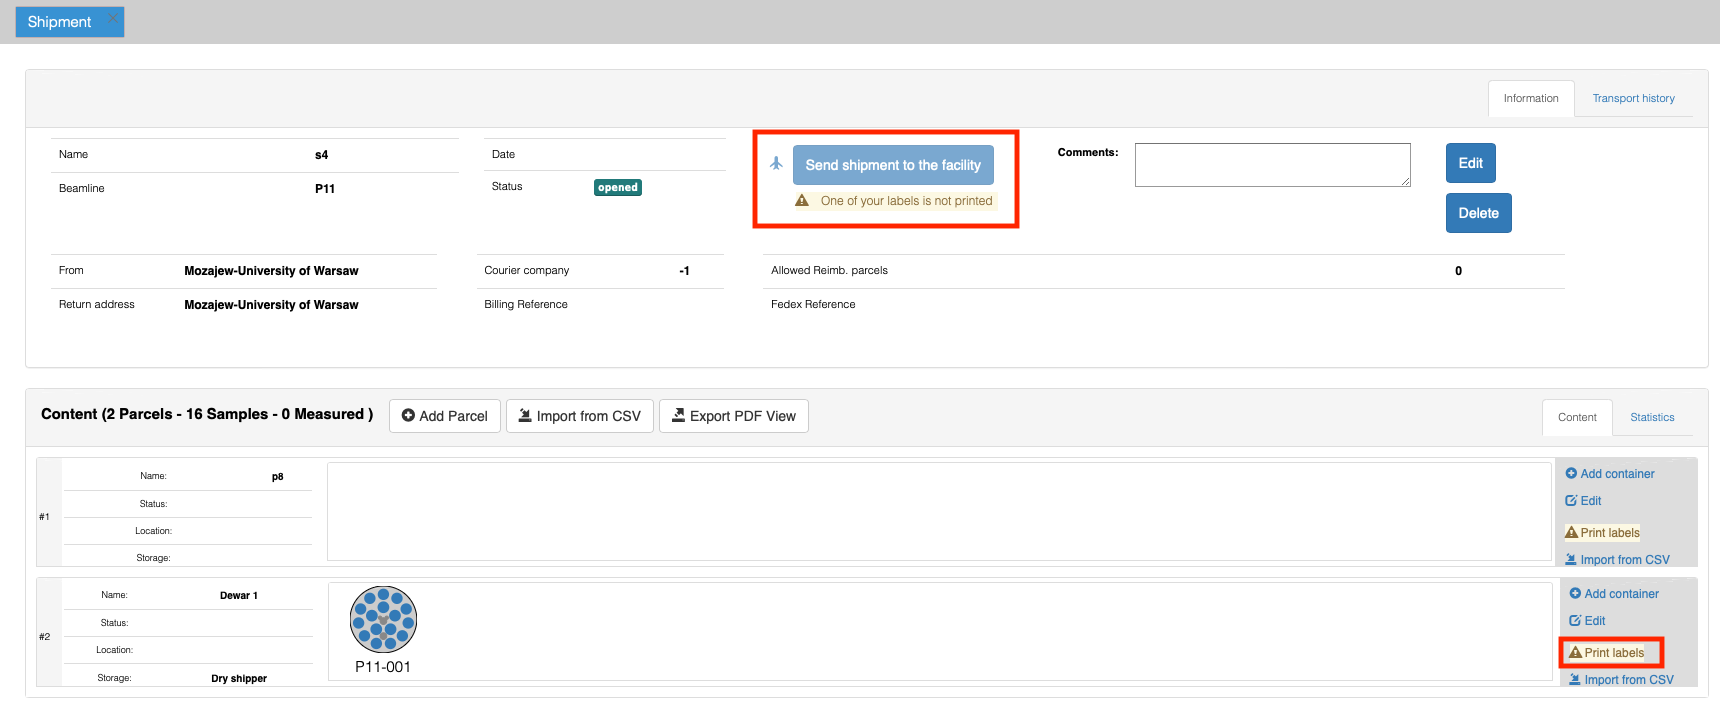 Shipment
Information Transport history
Name s4
Beamline P11
Date
Status opened
Send shipment to the facility
One of your labels is not printed
Comments:
Edit
Delete
From Mozajew-University of Warsaw
Return address Mozajew-University of Warsaw
Courier company -1
Billing Reference
Allowed Reimb. parcels 0
Fedex Reference
Content (2 Parcels - 16 Samples - 0 Measured ) Add Parcel Import from CSV Export PDF View Content Statistics
#1
Name: p8
Status:
Location:
Storage:
Add container
Edit
Print labels
Import from CSV
#2
Name: Dewar 1
Status:
Location:
Storage: Dry shipper
P11-001
Add container
Edit
Print labels
Import from CSV